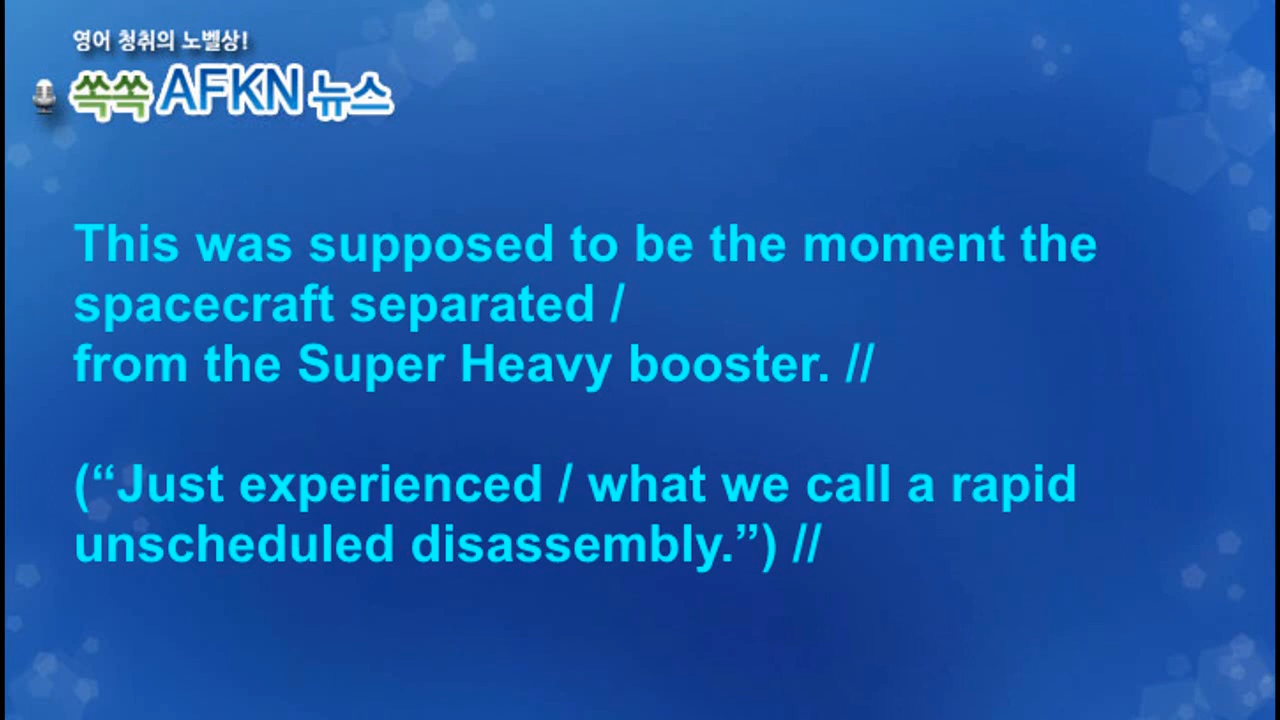 영어 청취의 노벨상!
쏙쏙 AFKN 뉴스
This was supposed to be the moment the
spacecraft separated /
from the Super Heavy booster. //
(“Just experienced / what we call a rapid
unscheduled disassembly.”) //